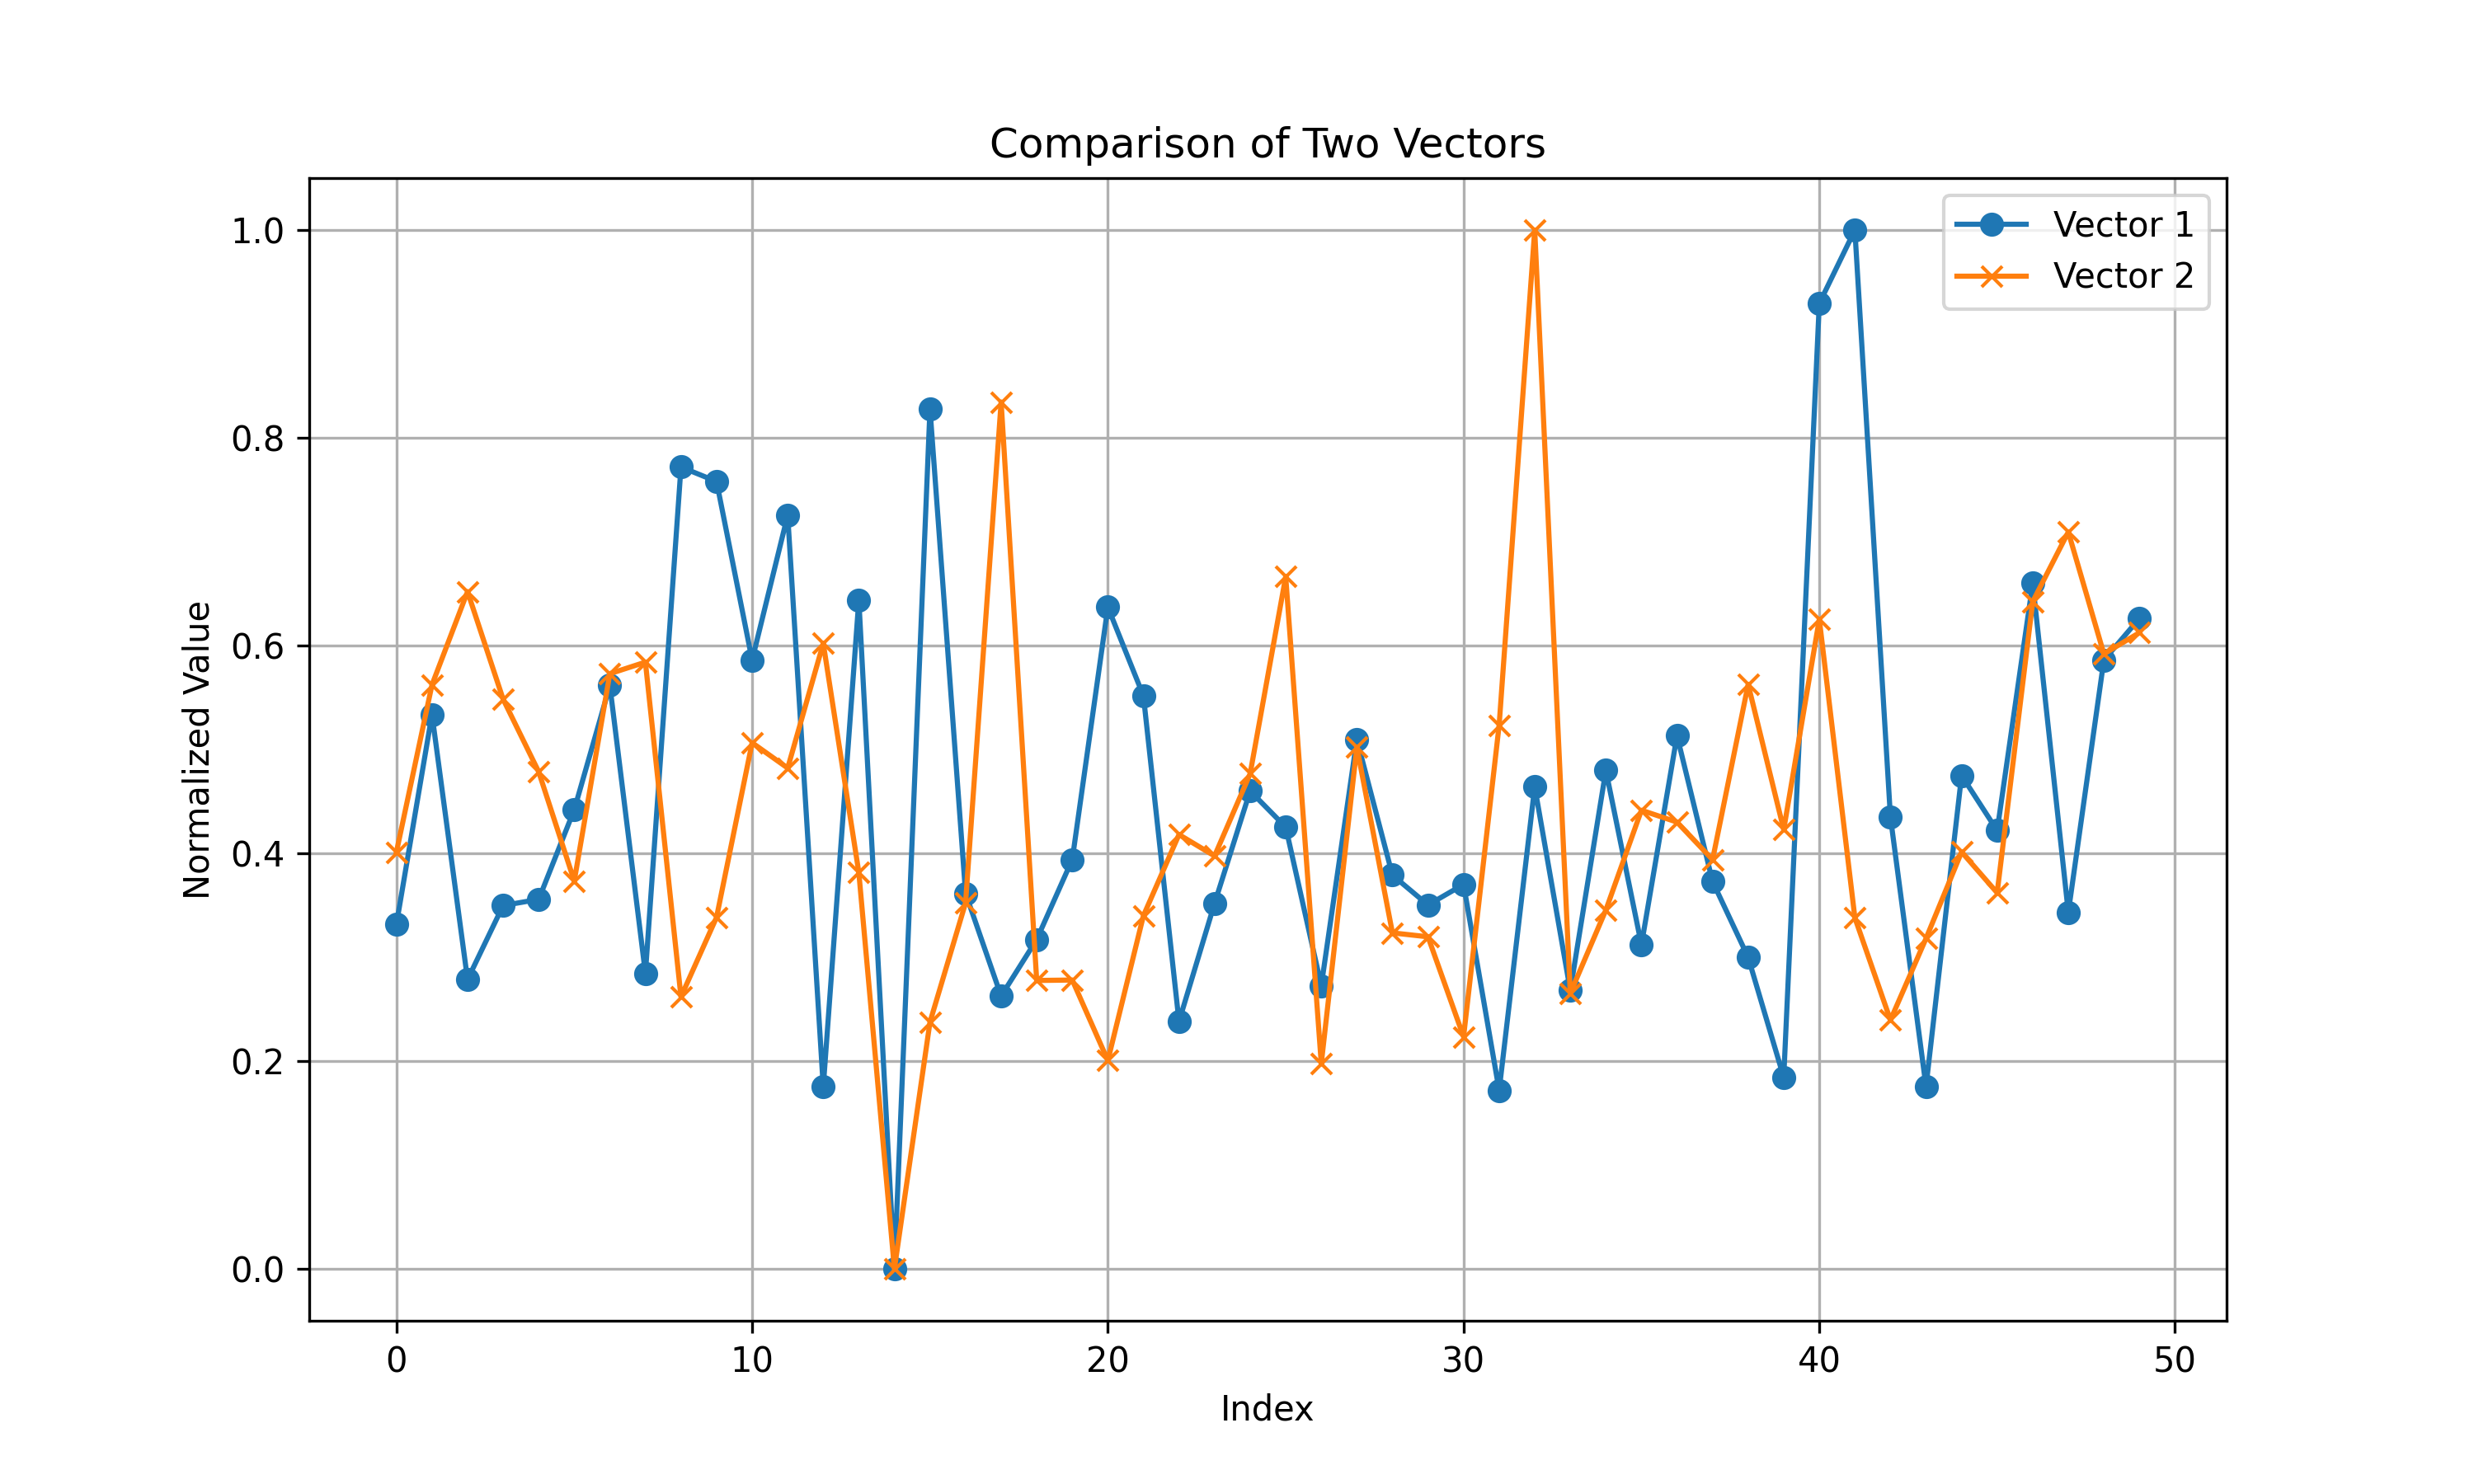 Comparison of Two Vectors
Vector 1
Vector 2
1.0
0.8
0.6
0.4
0.2
0.0
Normalized Value
0 10 20 30 40 50
Index